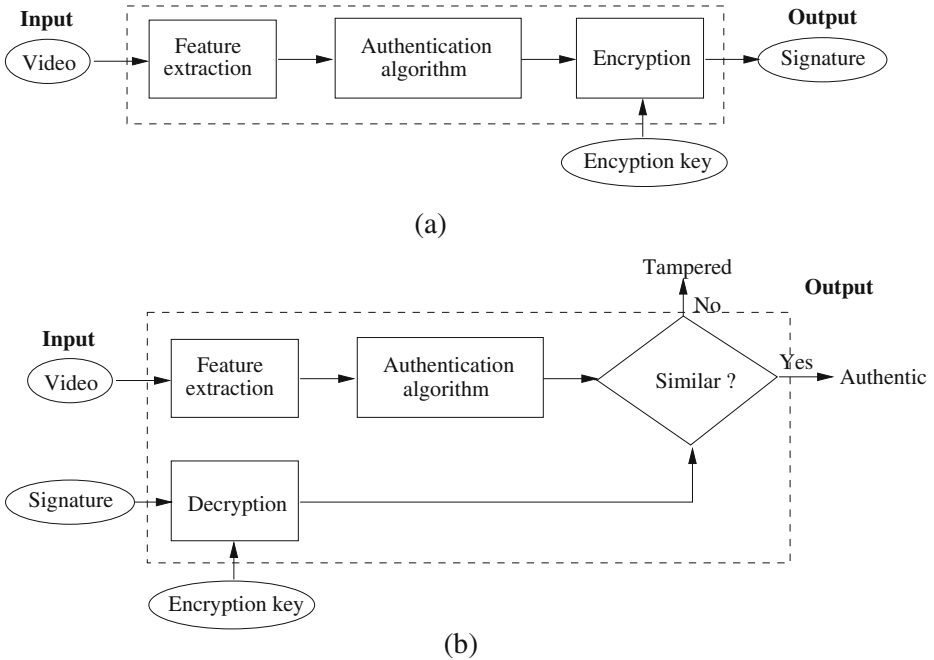 Input
Output
Video
Feature
extraction
Authentication
algorithm
Encryption
Signature
Encyption key
(a)
Tampered
No
Output
Input
Video
Feature
extraction
Authentication
algorithm
Similar ?
Yes
Authentic
Signature
Decryption
Encryption key
(b)